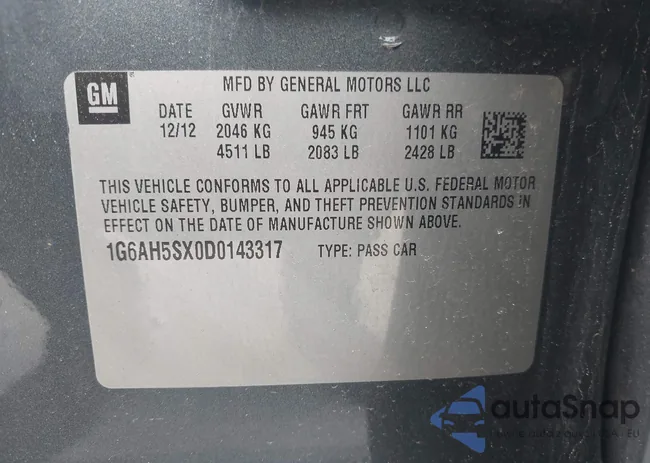 GM
MFD BY GENERAL MOTORS LLC
DATE GVWR GAWR FRT GAWR RR
12/12 2046 KG 945 KG 1101 KG
4511 LB 2083 LB 2428 LB
THIS VEHICLE CONFORMS TO ALL APPLICABLE U.S. FEDERAL MOTOR
VEHICLE SAFETY, BUMPER, AND THEFT PREVENTION STANDARDS IN
EFFECT ON THE DATE OF MANUFACTURE SHOWN ABOVE.
1G6AH5SX0D0143317 TYPE: PASS CAR
autoSnap